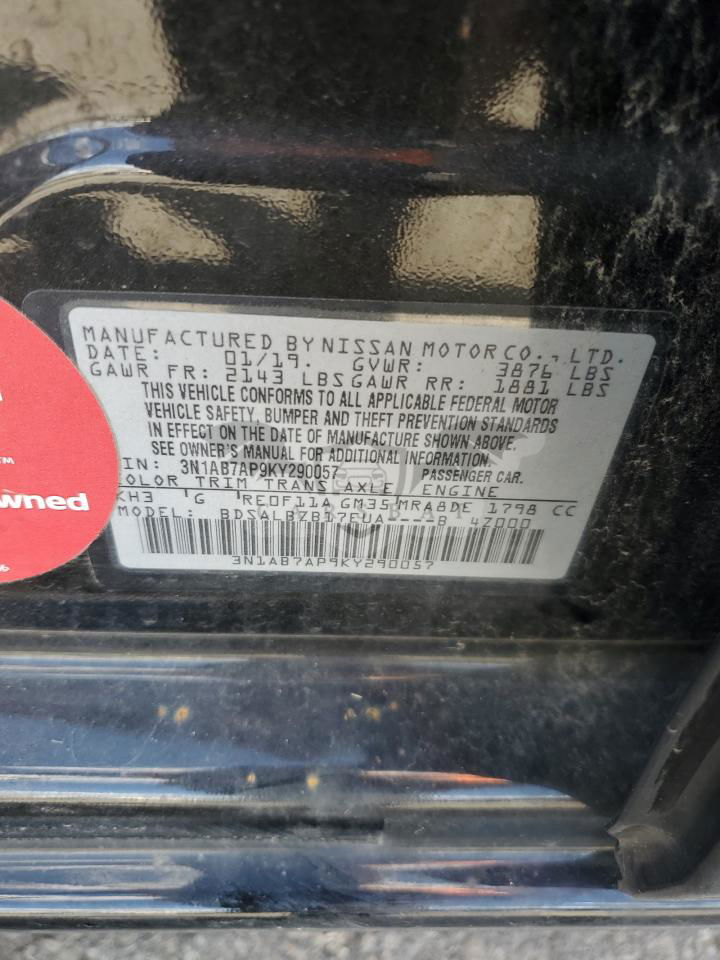 MANUFACTURED BY NISSAN MOTOR CO., LTD.
DATE: 01/19. GVWR: 3876 LBS
GAWR FR: 2143 LBS GAWR RR: 1881 LBS
THIS VEHICLE CONFORMS TO ALL APPLICABLE FEDERAL MOTOR
VEHICLE SAFETY, BUMPER AND THEFT PREVENTION STANDARDS
IN EFFECT ON THE DATE OF MANUFACTURE SHOWN ABOVE.
SEE OWNER'S MANUAL FOR ADDITIONAL INFORMATION.
IN: 3N1AB7AP9KY290057 PASSENGER CAR.
OLOR TRIM TRANS AXLE ENGINE
KH3 G RE0F11A GM35 MRA8DE 1798 CC
MODEL: BDSALBZB17EUA----B 4Z000
3N1AB7AP9KY290057
TM
wned